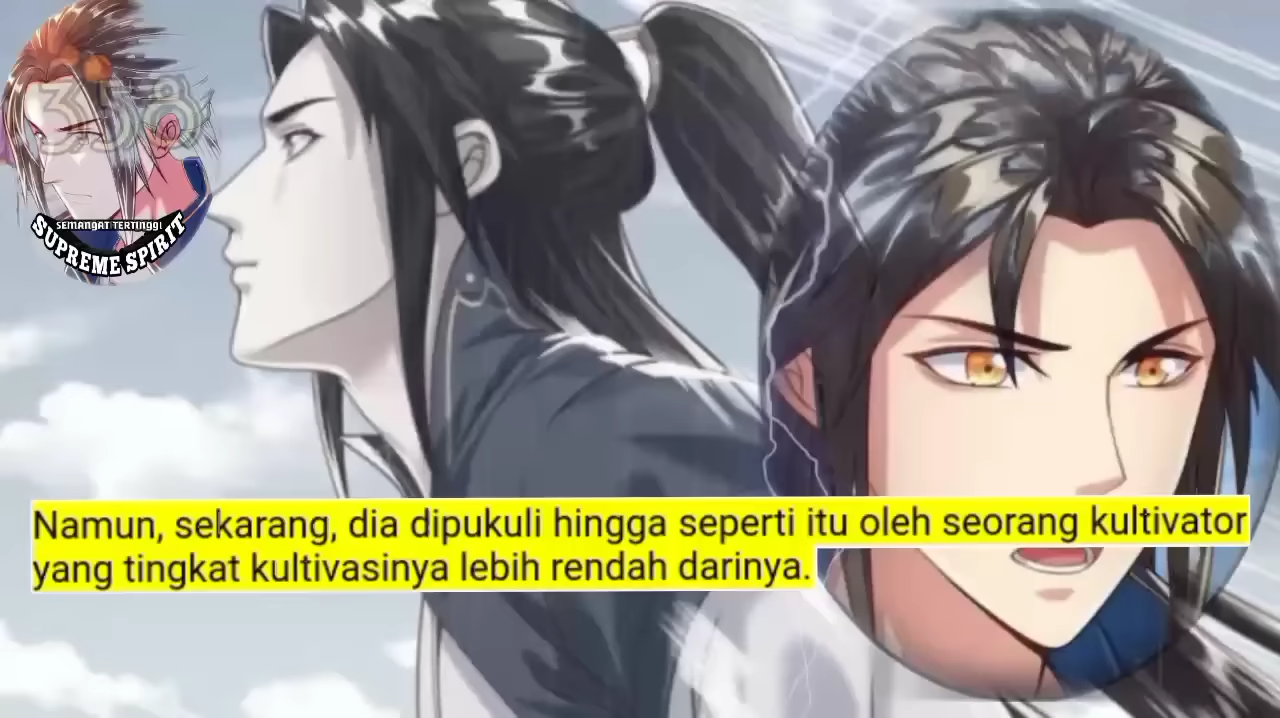 358
SEMANGAT TERTINGGI
SUPREME SPIRIT
Namun, sekarang, dia dipukuli hingga seperti itu oleh seorang kultivator
yang tingkat kultivasinya lebih rendah darinya.